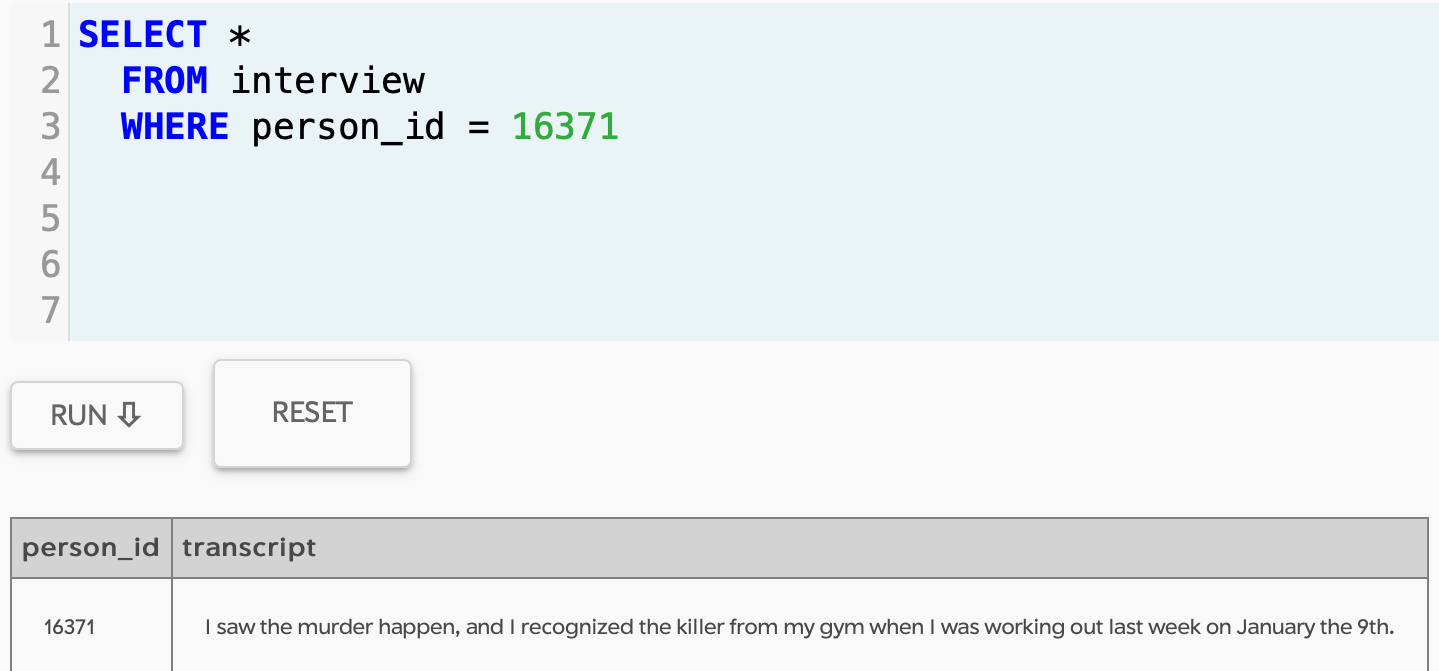 1 SELECT *
2 FROM interview
3 WHERE person_id = 16371
4
5
6
7
RUN ⇩ RESET
person_id transcript
16371 I saw the murder happen, and I recognized the killer from my gym when I was working out last week on January the 9th.